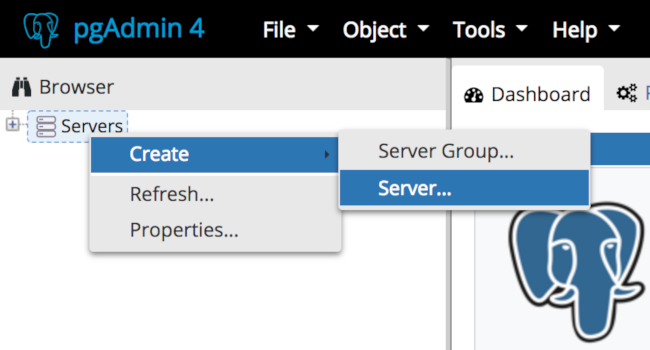 pgAdmin 4 File Object Tools Help
Browser
Dashboard
Servers
Create
Server Group...
Server...
Refresh...
Properties...